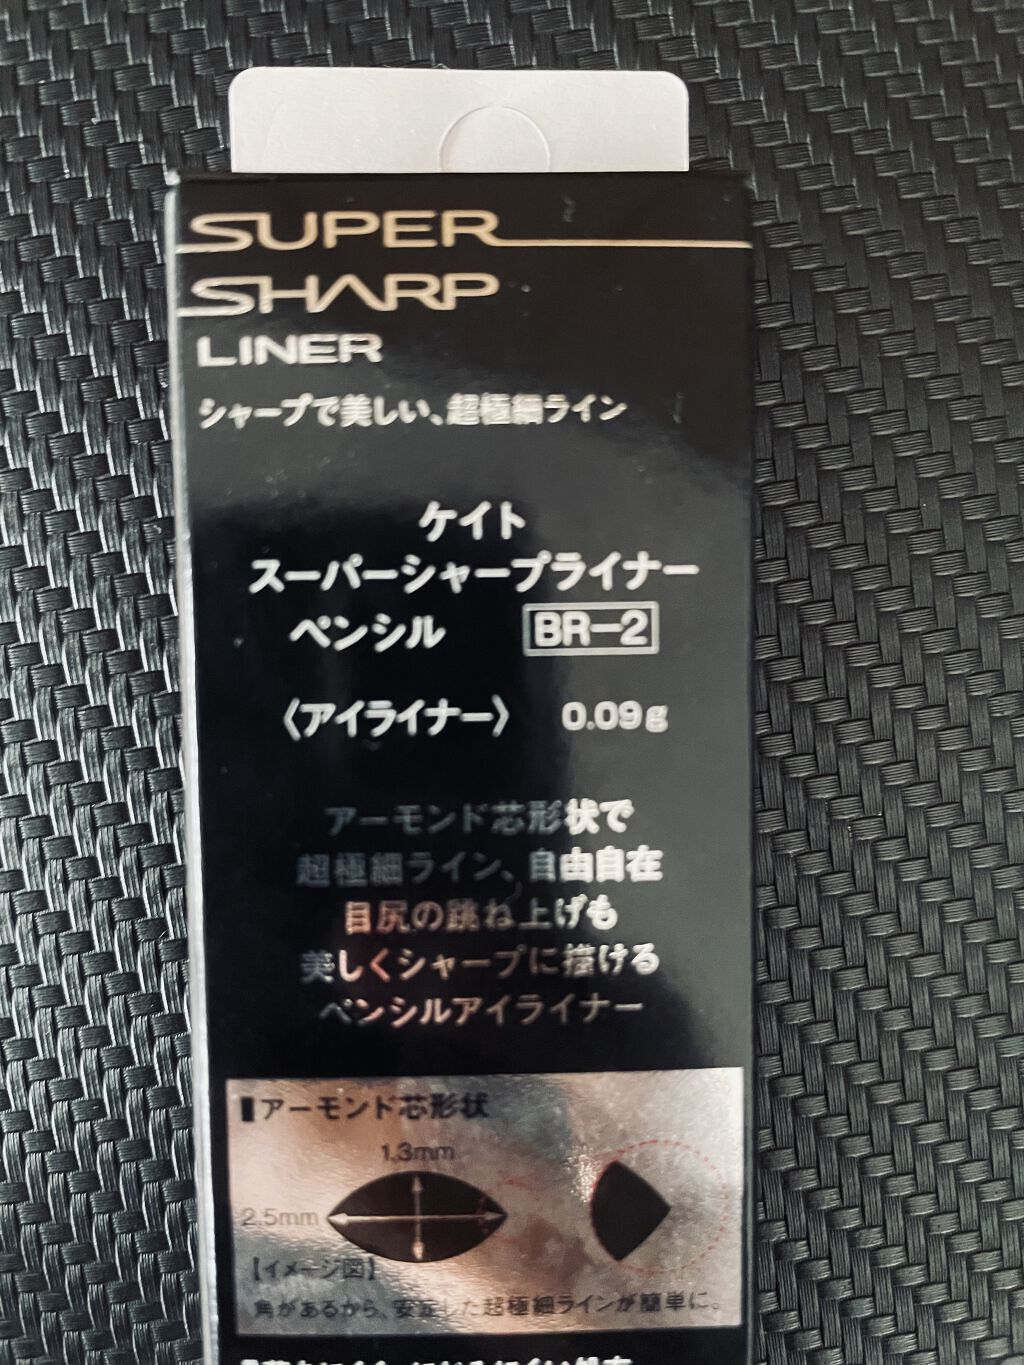 SUPER
SHARP
LINER
シャープで美しい、超極細ライン
ケイト
スーパーシャープライナー
ペンシル BR-2
〈アイライナー〉 0.09g
アーモンド芯形状で
超極細ライン、自由自在
目尻の跳ね上げも
美しくシャープに描ける
ペンシルアイライナー
▮アーモンド芯形状
1.3mm
2.5mm
【イメージ図】
角があるから、安定した超極細ラインが簡単に。